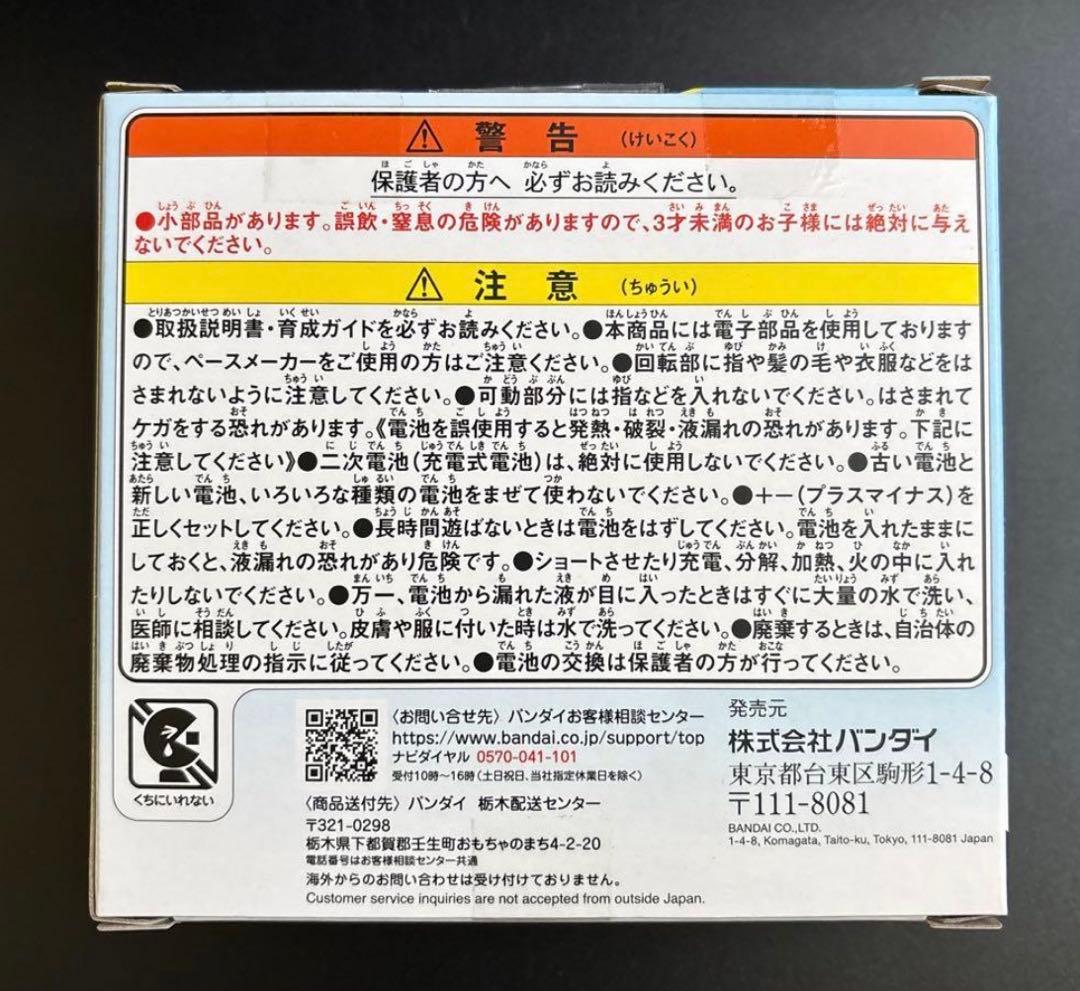 警告 (けいこく)
保護者の方へ 必ずお読みください。
●小部品があります。誤飲・窒息の危険がありますので、3才未満のお子様には絶対に与え
ないでください。
注意 (ちゅうい)
●取扱説明書・育成ガイドを必ずお読みください。●本商品には電子部品を使用しております
ので、ペースメーカーをご使用の方はご注意ください。●回転部に指や髪の毛や衣服などをは
さまれないように注意してください。●可動部分には指などを入れないでください。はさまれて
ケガをする恐れがあります。《電池を誤使用すると発熱・破裂・液漏れの恐れがあります。下記に
注意してください》●二次電池(充電式電池)は、絶対に使用しないでください。●古い電池と
新しい電池、いろいろな種類の電池をまぜて使わないでください。●+−(プラスマイナス)を
正しくセットしてください。●長時間遊ばないときは電池をはずしてください。電池を入れたままに
しておくと、液漏れの恐れがあり危険です。●ショートさせたり充電、分解、加熱、火の中に入れ
たりしないでください。●万一、電池から漏れた液が目に入ったときはすぐに大量の水で洗い、
医師に相談してください。皮膚や服に付いた時は水で洗ってください。●廃棄するときは、自治体の
廃棄物処理の指示に従ってください。●電池の交換は保護者の方が行ってください。
くちにいれない
〈お問い合せ先〉バンダイお客様相談センター
https://www.bandai.co.jp/support/top
ナビダイヤル 0570-041-101
受付10時〜16時(土日祝日、当社指定休業日を除く)
〈商品送付先〉バンダイ 栃木配送センター
〒321-0298
栃木県下都賀郡壬生町おもちゃのまち4-2-20
電話番号はお客様相談センター共通
海外からのお問い合わせは受け付けておりません。
Customer service inquiries are not accepted from outside Japan.
発売元
株式会社バンダイ
東京都台東区駒形1-4-8
〒111-8081
BANDAI CO.,LTD.
1-4-8, Komagata, Taito-ku, Tokyo, 111-8081 Japan